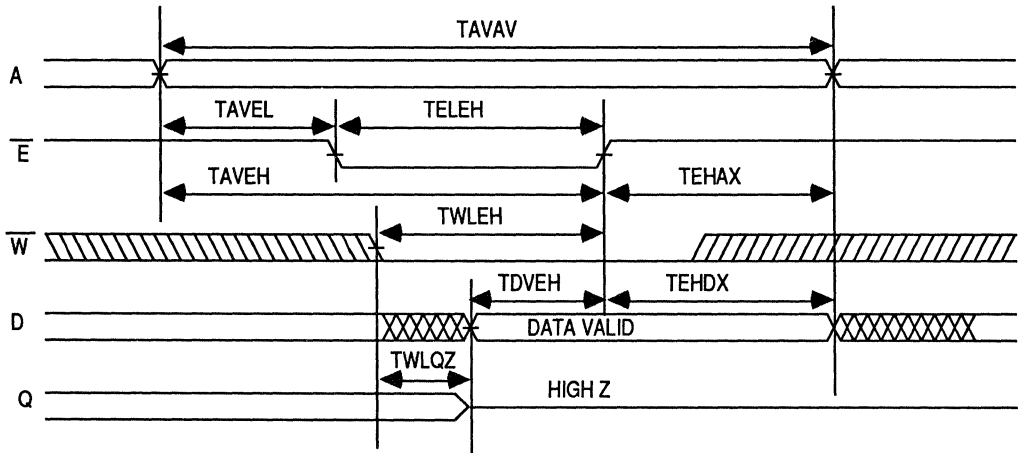 TAVAV
A
TAVEL TELEH
E
TAVEH TEHAX
TWLEH
W
TDVEH TEHDX
D DATA VALID
TWLQZ
Q HIGH Z